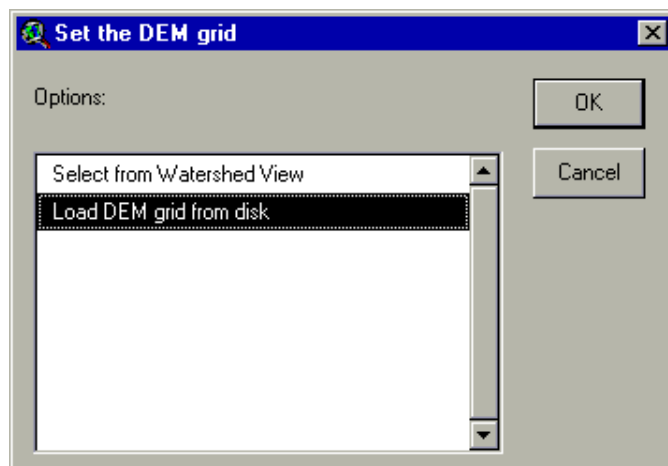 Set the DEM grid
Options:
OK
Cancel
Select from Watershed View
Load DEM grid from disk